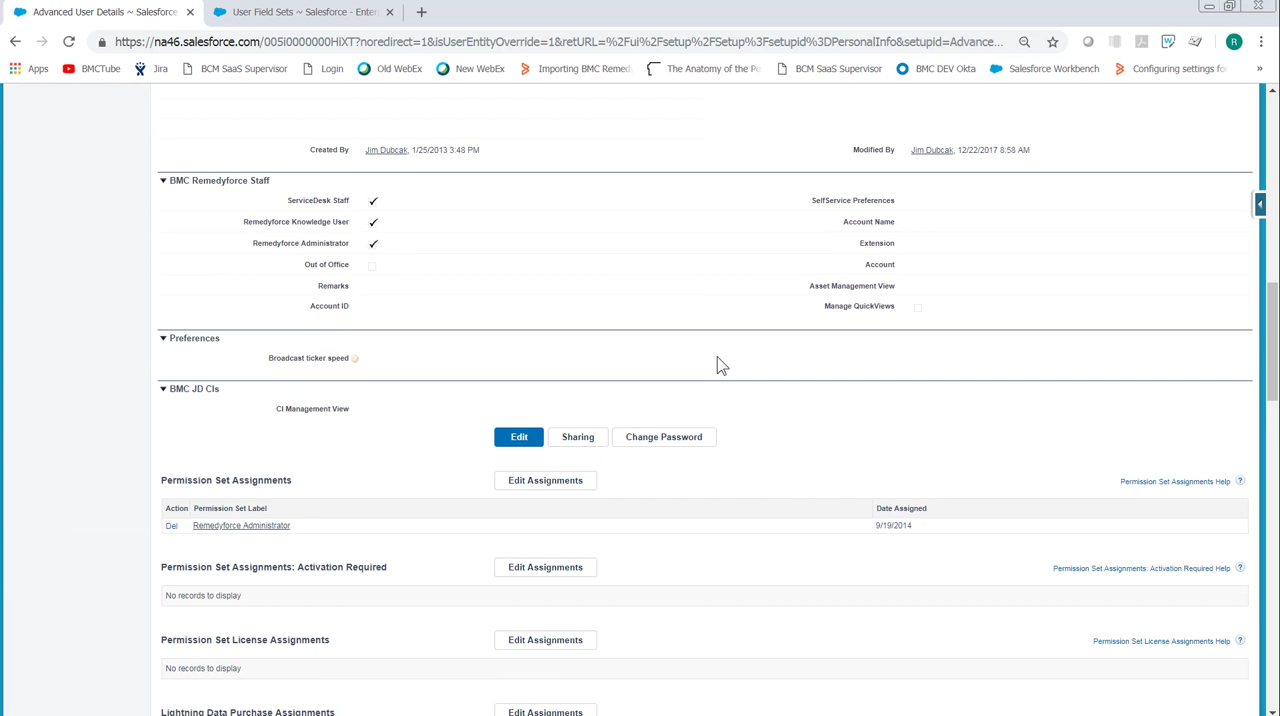 Advanced User Details ~ Salesforce
User Field Sets ~ Salesforce - Enter
https://na46.salesforce.com/005i0000000HiXT?noredirect=1&isUserEntityOverride=1&retURL=%2Fui%2Fsetup%2FSetup%3Fsetupid%3DPersonalInfo&setupid=Advance...
R
Apps BMCTube Jira BCM SaaS Supervisor Login Old WebEx New WebEx Importing BMC Remed The Anatomy of the P BCM SaaS Supervisor BMC DEV Okta Salesforce Workbench Configuring settings fo »
Created By Jim Dubcak, 1/25/2013 3:48 PM Modified By Jim Dubcak, 12/22/2017 8:58 AM
BMC Remedyforce Staff
ServiceDesk Staff SelfService Preferences
Remedyforce Knowledge User Account Name
Remedyforce Administrator Extension
Out of Office Account
Remarks Asset Management View
Account ID Manage QuickViews
Preferences
Broadcast ticker speed
BMC JD CIs
CI Management View
Edit Sharing Change Password
Permission Set Assignments Edit Assignments Permission Set Assignments Help ?
Action Permission Set Label Date Assigned
Del Remedyforce Administrator 9/19/2014
Permission Set Assignments: Activation Required Edit Assignments Permission Set Assignments: Activation Required Help ?
No records to display
Permission Set License Assignments Edit Assignments Permission Set License Assignments Help ?
No records to display
Lightning Data Purchase Assignments Edit Assignments